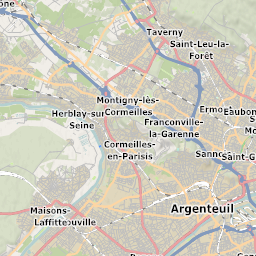 Taverny
Saint-Leu-la-
Forêt
Montigny-lès-
Cormeilles
Herblay-sur-
Seine
Franconville-
la-Garenne
Cormeilles-
en-Parisis
Maisons-
Laffitte
Argenteuil